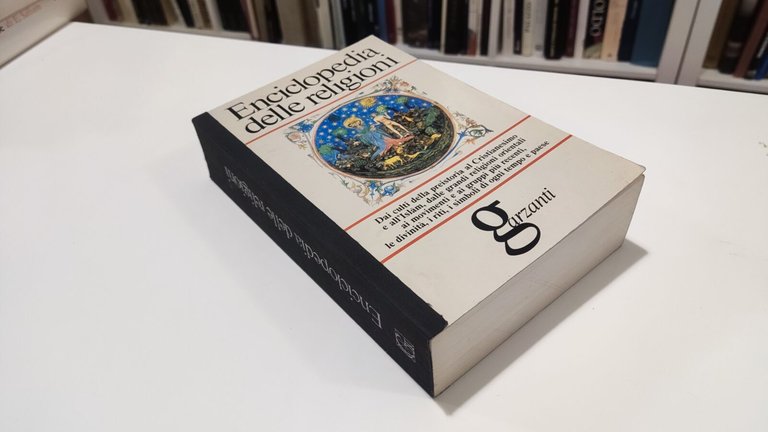 Enciclopedia
delle religioni
Dai culti della preistoria al Cristianesimo
e all'Islam, dalle grandi religioni orientali
ai movimenti e ai gruppi più recenti,
le divinità, i riti, i simboli di ogni tempo e paese
garzanti
Enciclopedia delle religioni